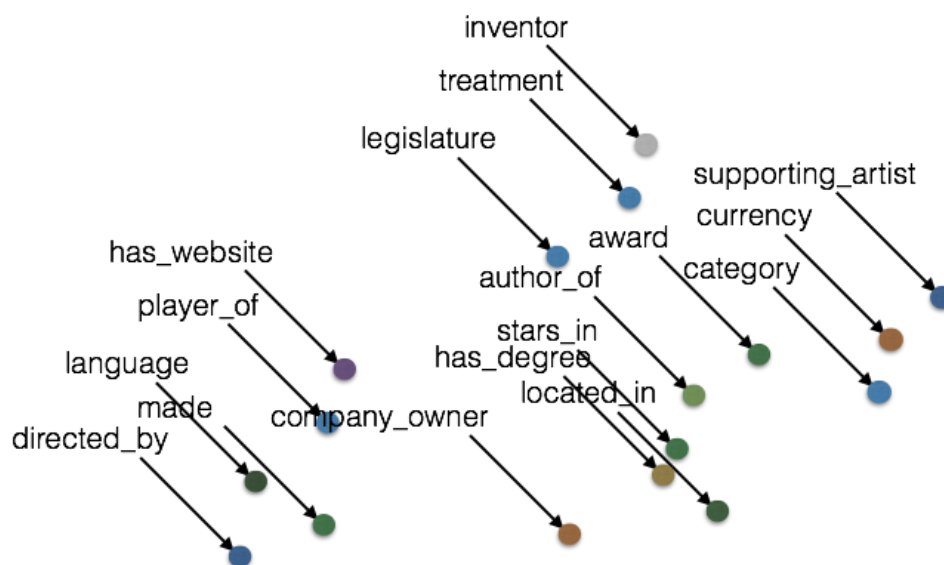 inventor
treatment
legislature
supporting_artist
currency
award
has_website
category
author_of
player_of
stars_in
has_degree
language
located_in
made
company_owner
directed_by